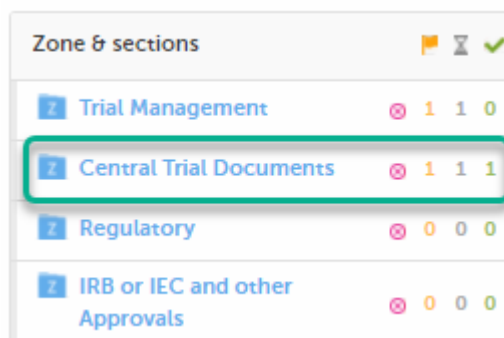 Zone & sections
Z Trial Management 1 1 0
Z Central Trial Documents 1 1 1
Z Regulatory 0 0 0
Z IRB or IEC and other
Approvals 0 0 0